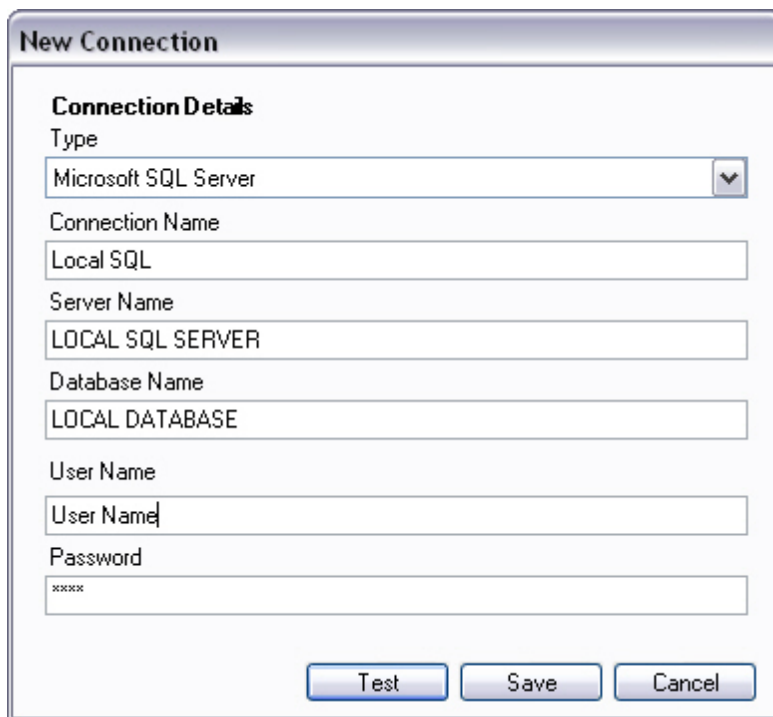 New Connection
Connection Details
Type
Microsoft SQL Server
Connection Name
Local SQL
Server Name
LOCAL SQL SERVER
Database Name
LOCAL DATABASE
User Name
User Name
Password
****
Test Save Cancel